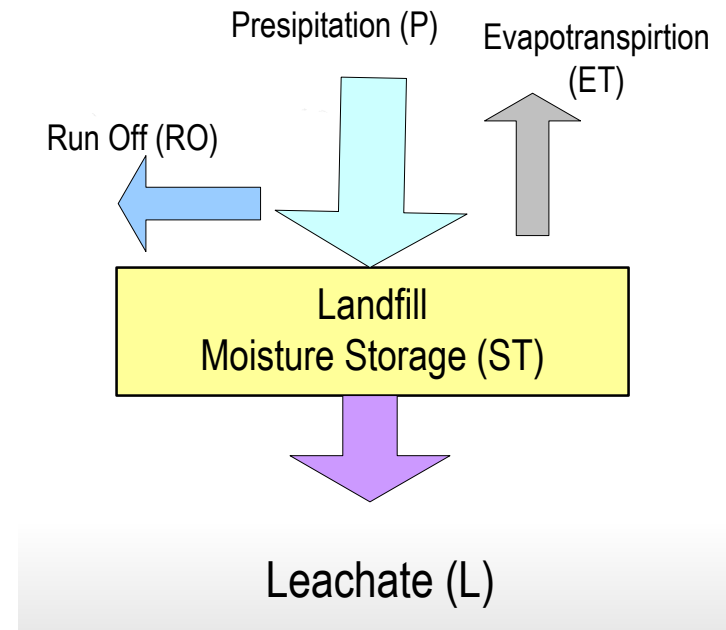 Presipitation (P)
Evapotranspirtion
(ET)
Run Off (RO)
Landfill
Moisture Storage (ST)
Leachate (L)